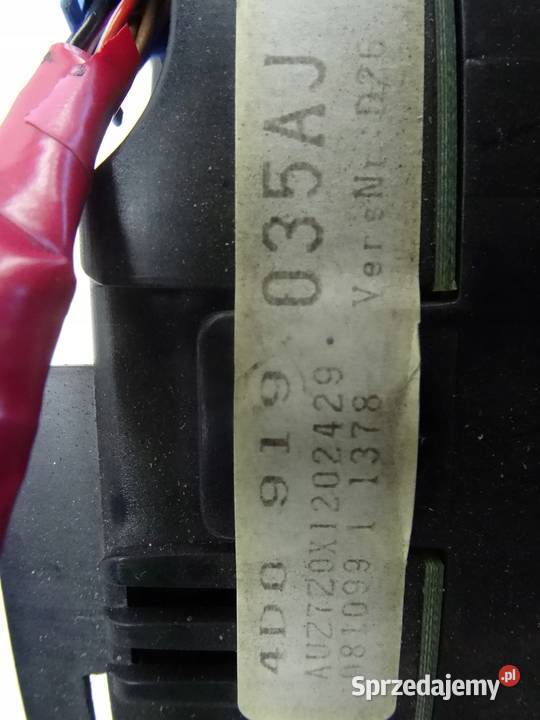 4D0 919 035AJ
AUZ7Z0X1202429. VersNr:D26
081099 1 1378
Sprzedajemy.pl